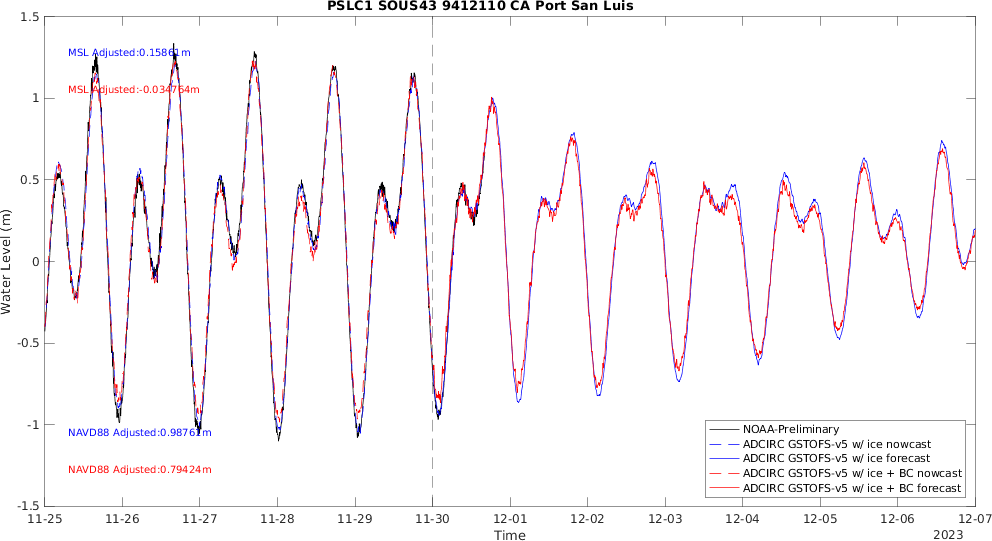 PSLC1 SOUS43 9412110 CA Port San Luis
1.5
1
0.5
0
-0.5
-1
-1.5
Water Level (m)
MSL Adjusted:0.15861m
MSL Adjusted:-0.034764m
NAVD88 Adjusted:0.98761m
NAVD88 Adjusted:0.79424m
NOAA-Preliminary
ADCIRC GSTOFS-v5 w/ ice nowcast
ADCIRC GSTOFS-v5 w/ ice forecast
ADCIRC GSTOFS-v5 w/ ice + BC nowcast
ADCIRC GSTOFS-v5 w/ ice + BC forecast
11-25 11-26 11-27 11-28 11-29 11-30 12-01 12-02 12-03 12-04 12-05 12-06 12-07
Time
2023